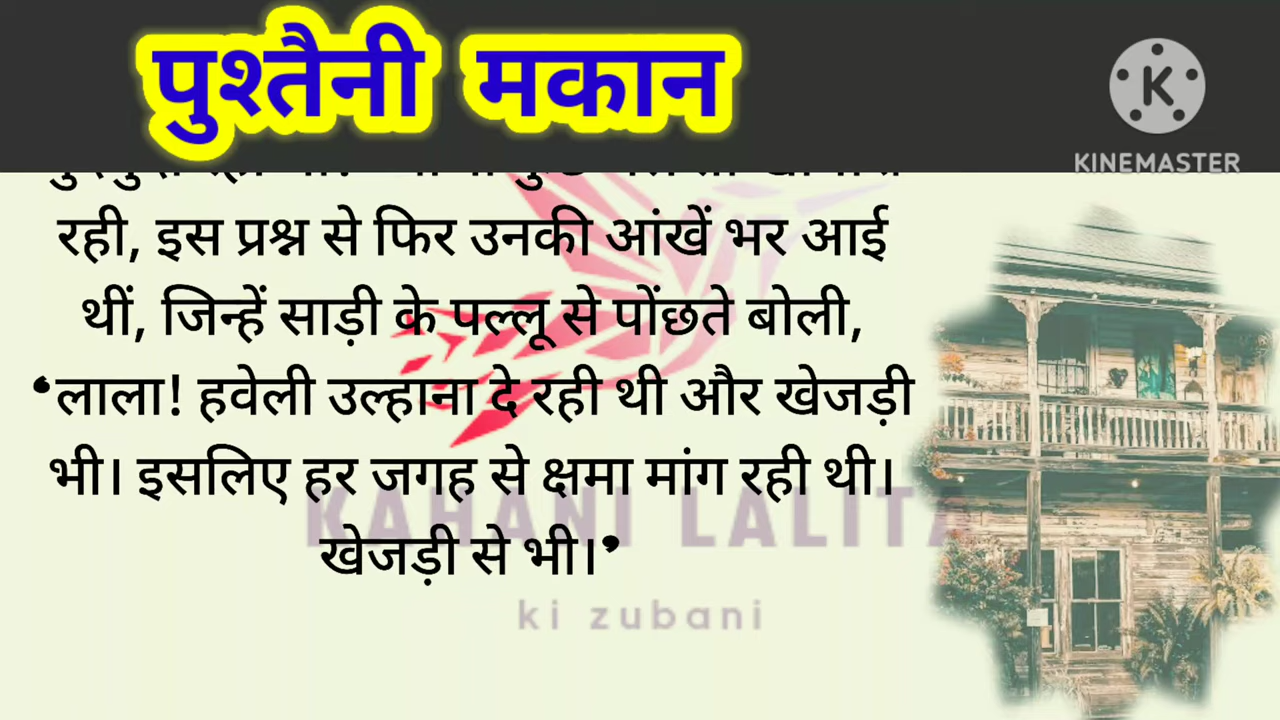 पुश्तैनी मकान
KINEMASTER
रही, इस प्रश्न से फिर उनकी आंखें भर आई
थीं, जिन्हें साड़ी के पल्लू से पोंछते बोली,
‘लाला! हवेली उल्हाना दे रही थी और खेजड़ी
भी। इसलिए हर जगह से क्षमा मांग रही थी।
खेजड़ी से भी।’
KAHANI LALITA
ki zubani